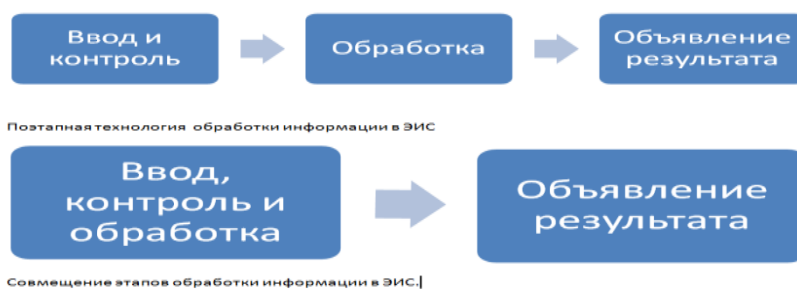 Ввод и контроль
Обработка
Объявление результата
Поэтапная технология обработки информации в ЭИС
Ввод, контроль и обработка
Объявление результата
Совмещение этапов обработки информации в ЭИС.